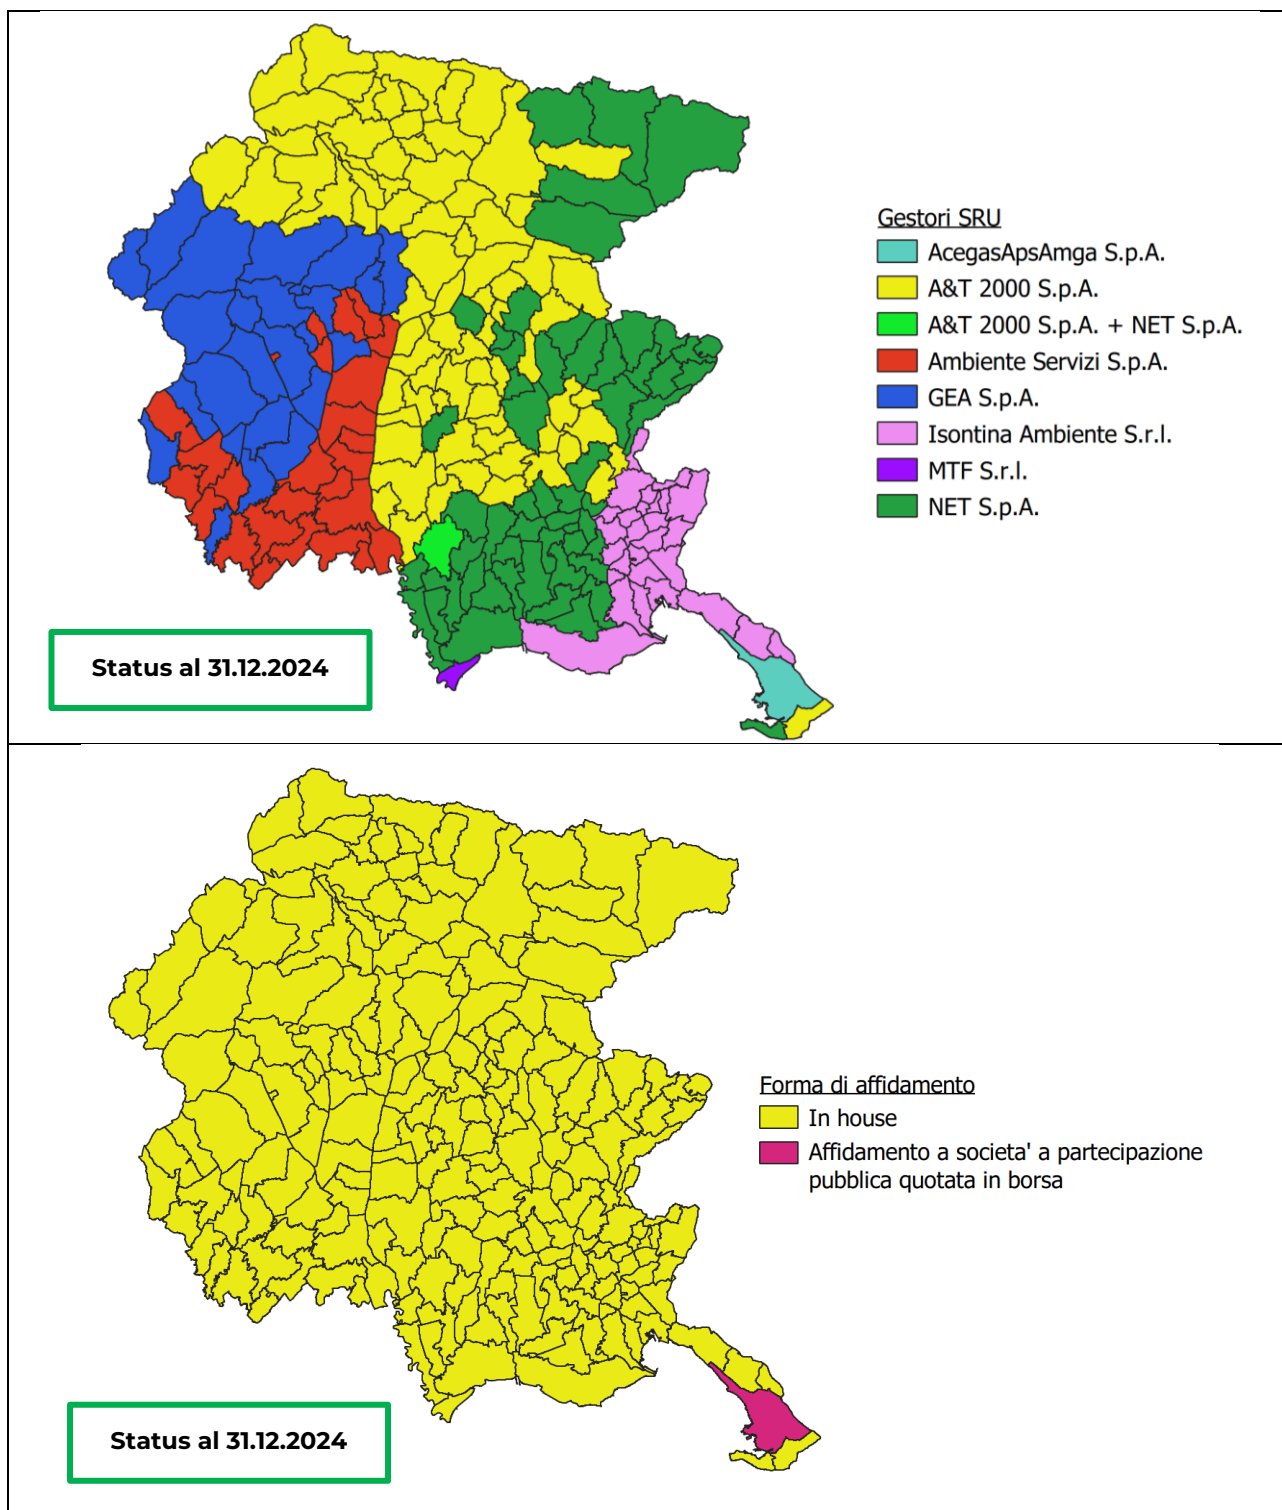 Gestori SRU
AcegasApsAmga S.p.A.
A&T 2000 S.p.A.
A&T 2000 S.p.A. + NET S.p.A.
Ambiente Servizi S.p.A.
GEA S.p.A.
Isontina Ambiente S.r.l.
MTF S.r.l.
NET S.p.A.
Status al 31.12.2024
Forma di affidamento
In house
Affidamento a societa' a partecipazione
pubblica quotata in borsa
Status al 31.12.2024